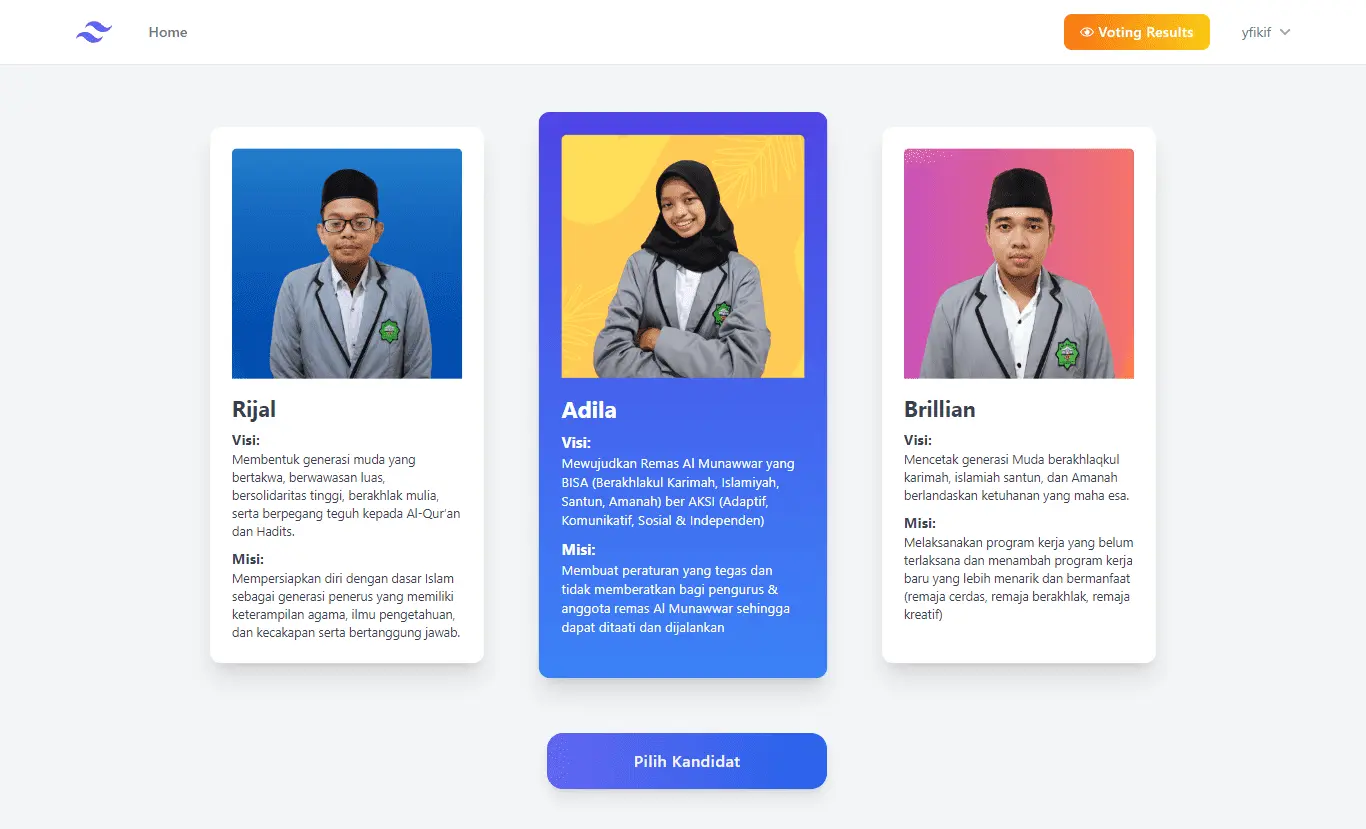 Home
Voting Results
yfikif
Rijal
Visi:
Membentuk generasi muda yang
bertakwa, berwawasan luas,
bersolidaritas tinggi, berakhlak mulia,
serta berpegang teguh kepada Al-Qur'an
dan Hadits.
Misi:
Mempersiapkan diri dengan dasar Islam
sebagai generasi penerus yang memiliki
keterampilan agama, ilmu pengetahuan,
dan kecakapan serta bertanggung jawab.
Adila
Visi:
Mewujudkan Remas Al Munawwar yang
BISA (Berakhlakul Karimah, Islamiyah,
Santun, Amanah) ber AKSI (Adaptif,
Komunikatif, Sosial & Independen)
Misi:
Membuat peraturan yang tegas dan
tidak memberatkan bagi pengurus &
anggota remas Al Munawwar sehingga
dapat ditaati dan dijalankan
Brillian
Visi:
Mencetak generasi Muda berakhlaqkul
karimah, islamiah santun, dan Amanah
berlandaskan ketuhanan yang maha esa.
Misi:
Melaksanakan program kerja yang belum
terlaksana dan menambah program kerja
baru yang lebih menarik dan bermanfaat
(remaja cerdas, remaja berakhlak, remaja
kreatif)
Pilih Kandidat